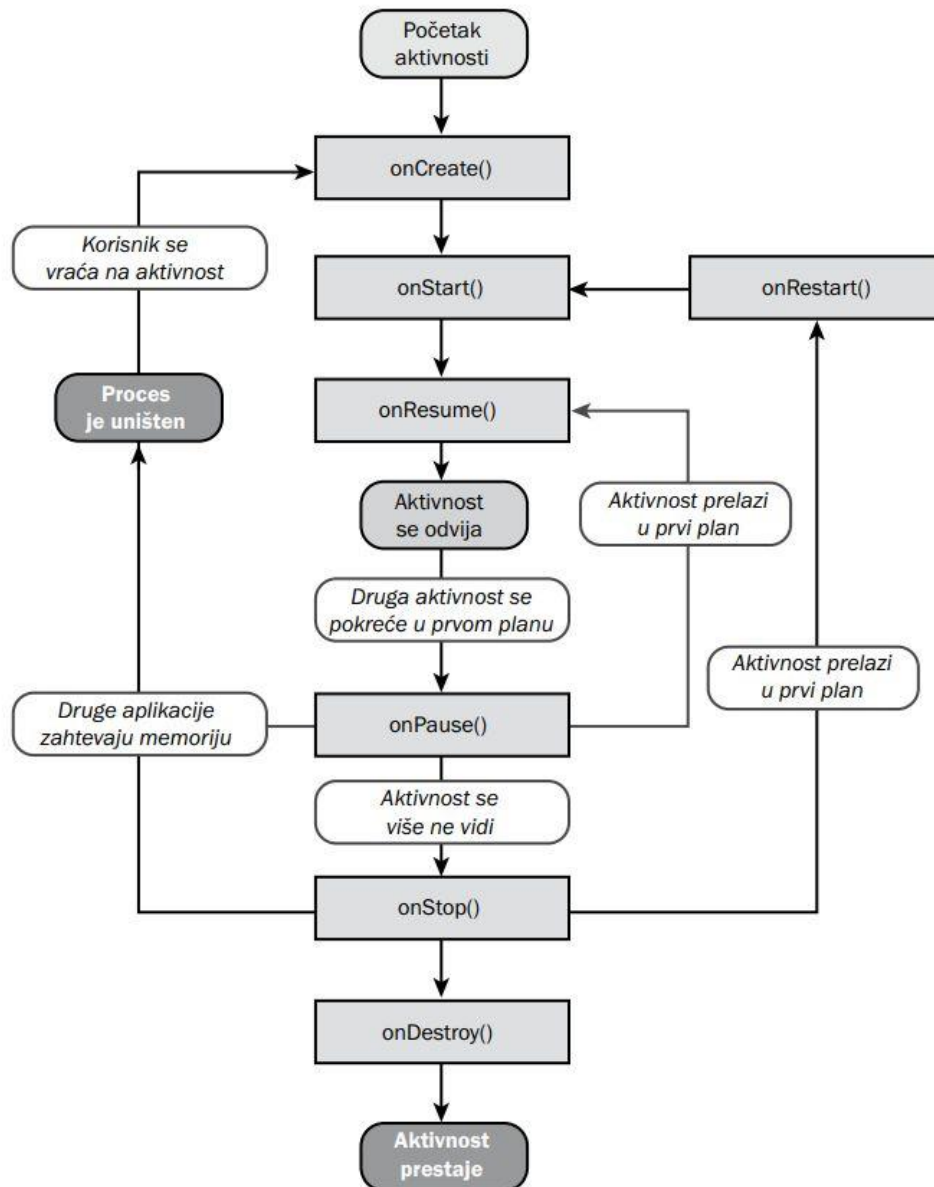 Početak
aktivnosti
onCreate()
Korisnik se
vraća na aktivnost
onStart()
onRestart()
Proces
je uništen
onResume()
Aktivnost
se odvija
Aktivnost prelazi
u prvi plan
Druga aktivnost se
pokreće u prvom planu
Aktivnost prelazi
u prvi plan
Druge aplikacije
zahtevaju memoriju
onPause()
Aktivnost se
više ne vidi
onStop()
onDestroy()
Aktivnost
prestaje